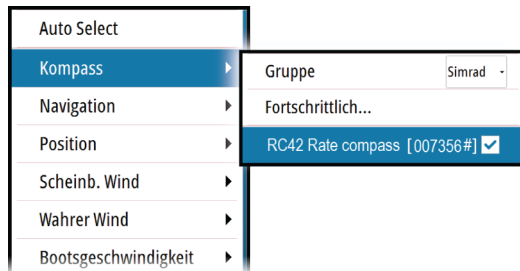 Auto Select
Kompass
Navigation
Position
Scheinb. Wind
Wahrer Wind
Bootsgeschwindigkeit
Gruppe Simrad
Fortschrittlich...
RC42 Rate compass [007356#]